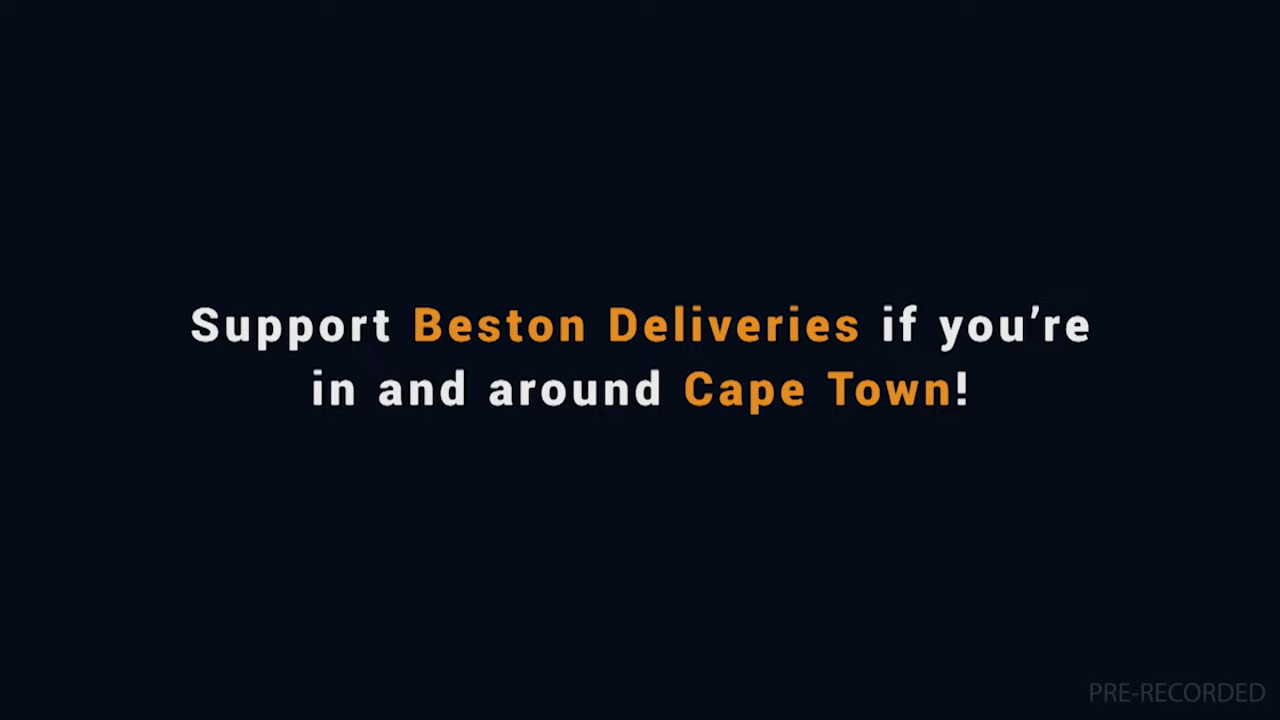 Support Beston Deliveries if you’re
in and around Cape Town!
PRE-RECORDED